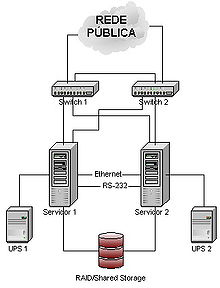 REDE
PÚBLICA
Switch 1
Switch 2
Ethernet
RS-232
Servidor 1
Servidor 2
UPS 1
UPS 2
RAID/Shared Storage